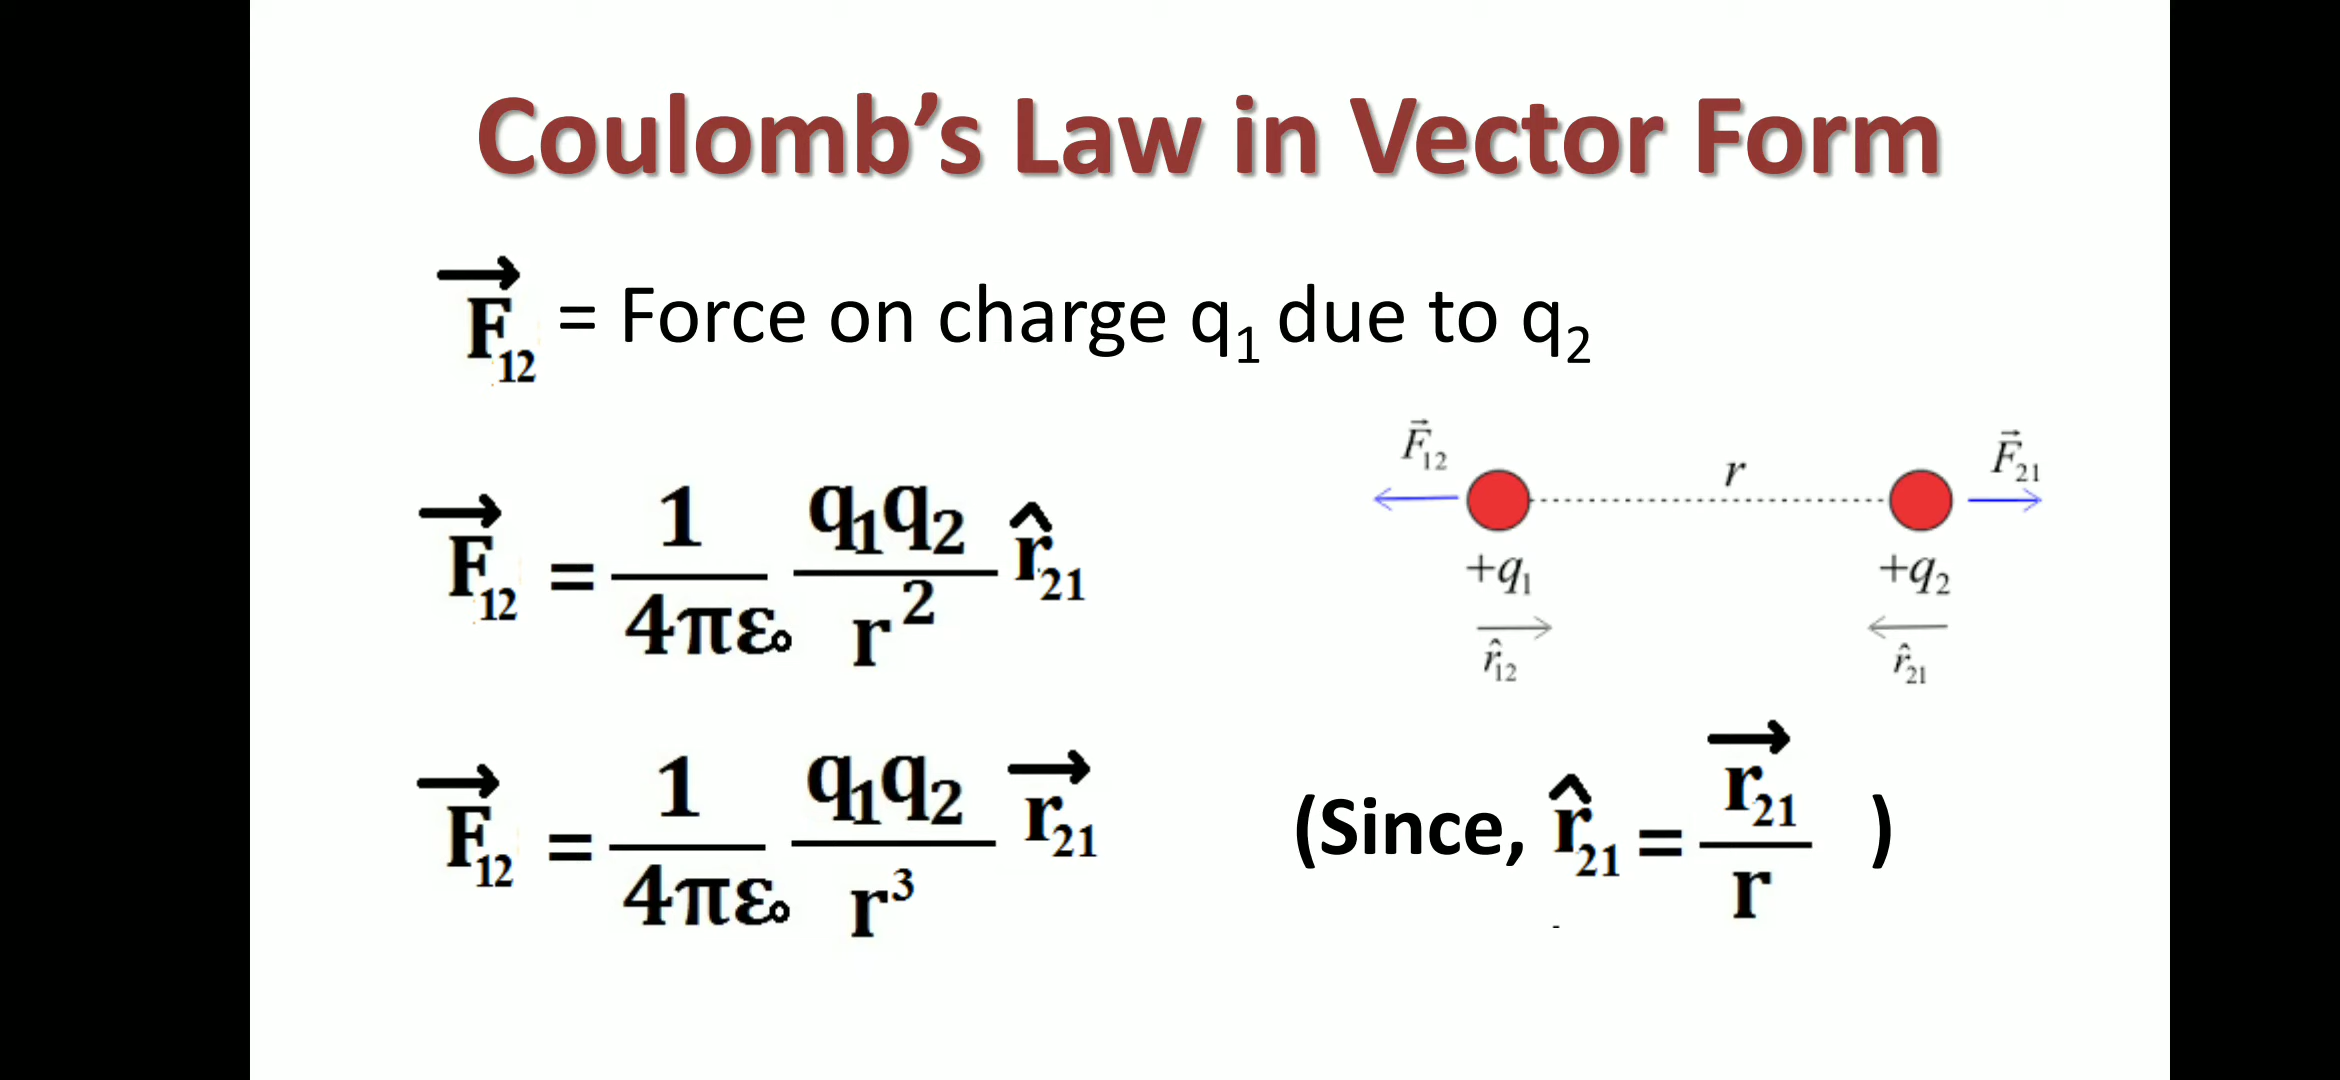 Coulomb's Law in Vector Form
F⃗₁₂ = Force on charge q₁ due to q₂
F⃗₁₂ = 1/4πε₀ q₁q₂/r² r̂₂₁
F⃗₁₂ r F⃗₂₁
+q₁ +q₂
r̂₁₂ r̂₂₁
F⃗₁₂ = 1/4πε₀ q₁q₂/r³ r⃗₂₁
(Since, r̂₂₁ = r⃗₂₁/r )